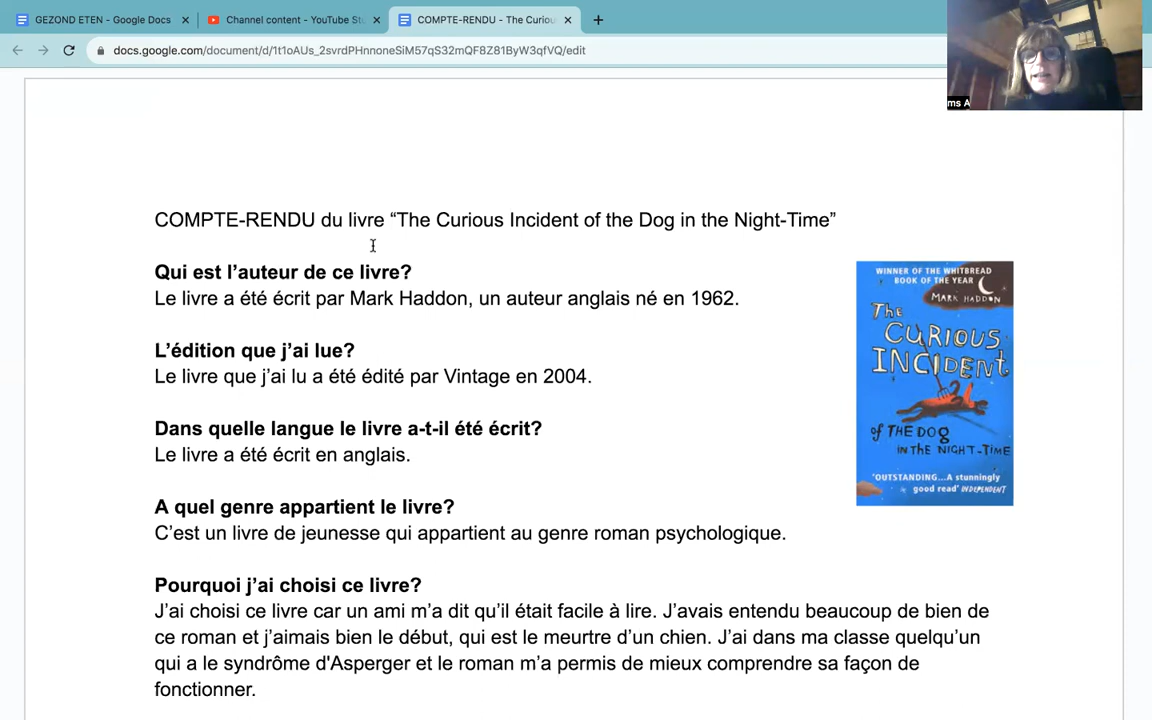 GEZOND ETEN - Google Docs
Channel content - YouTube St
COMPTE-RENDU - The Curiou
docs.google.com/document/d/1t1oAUs_2svrdPHnnoneSiM57qS32mQF8Z81ByW3qfVQ/edit
ms A
COMPTE-RENDU du livre “The Curious Incident of the Dog in the Night-Time”
Qui est l’auteur de ce livre?
Le livre a été écrit par Mark Haddon, un auteur anglais né en 1962.
L’édition que j’ai lue?
Le livre que j’ai lu a été édité par Vintage en 2004.
Dans quelle langue le livre a-t-il été écrit?
Le livre a été écrit en anglais.
A quel genre appartient le livre?
C’est un livre de jeunesse qui appartient au genre roman psychologique.
Pourquoi j’ai choisi ce livre?
J’ai choisi ce livre car un ami m’a dit qu’il était facile à lire. J’avais entendu beaucoup de bien de
ce roman et j’aimais bien le début, qui est le meurtre d’un chien. J’ai dans ma classe quelqu’un
qui a le syndrôme d'Asperger et le roman m’a permis de mieux comprendre sa façon de
fonctionner.
WINNER OF THE WHITBREAD
BOOK OF THE YEAR
MARK HADDON
The
CURIOUS
INCIDENT
of THE DOG
IN THE NIGHT-TIME
‘OUTSTANDING...A stunningly
good read’ INDEPENDENT